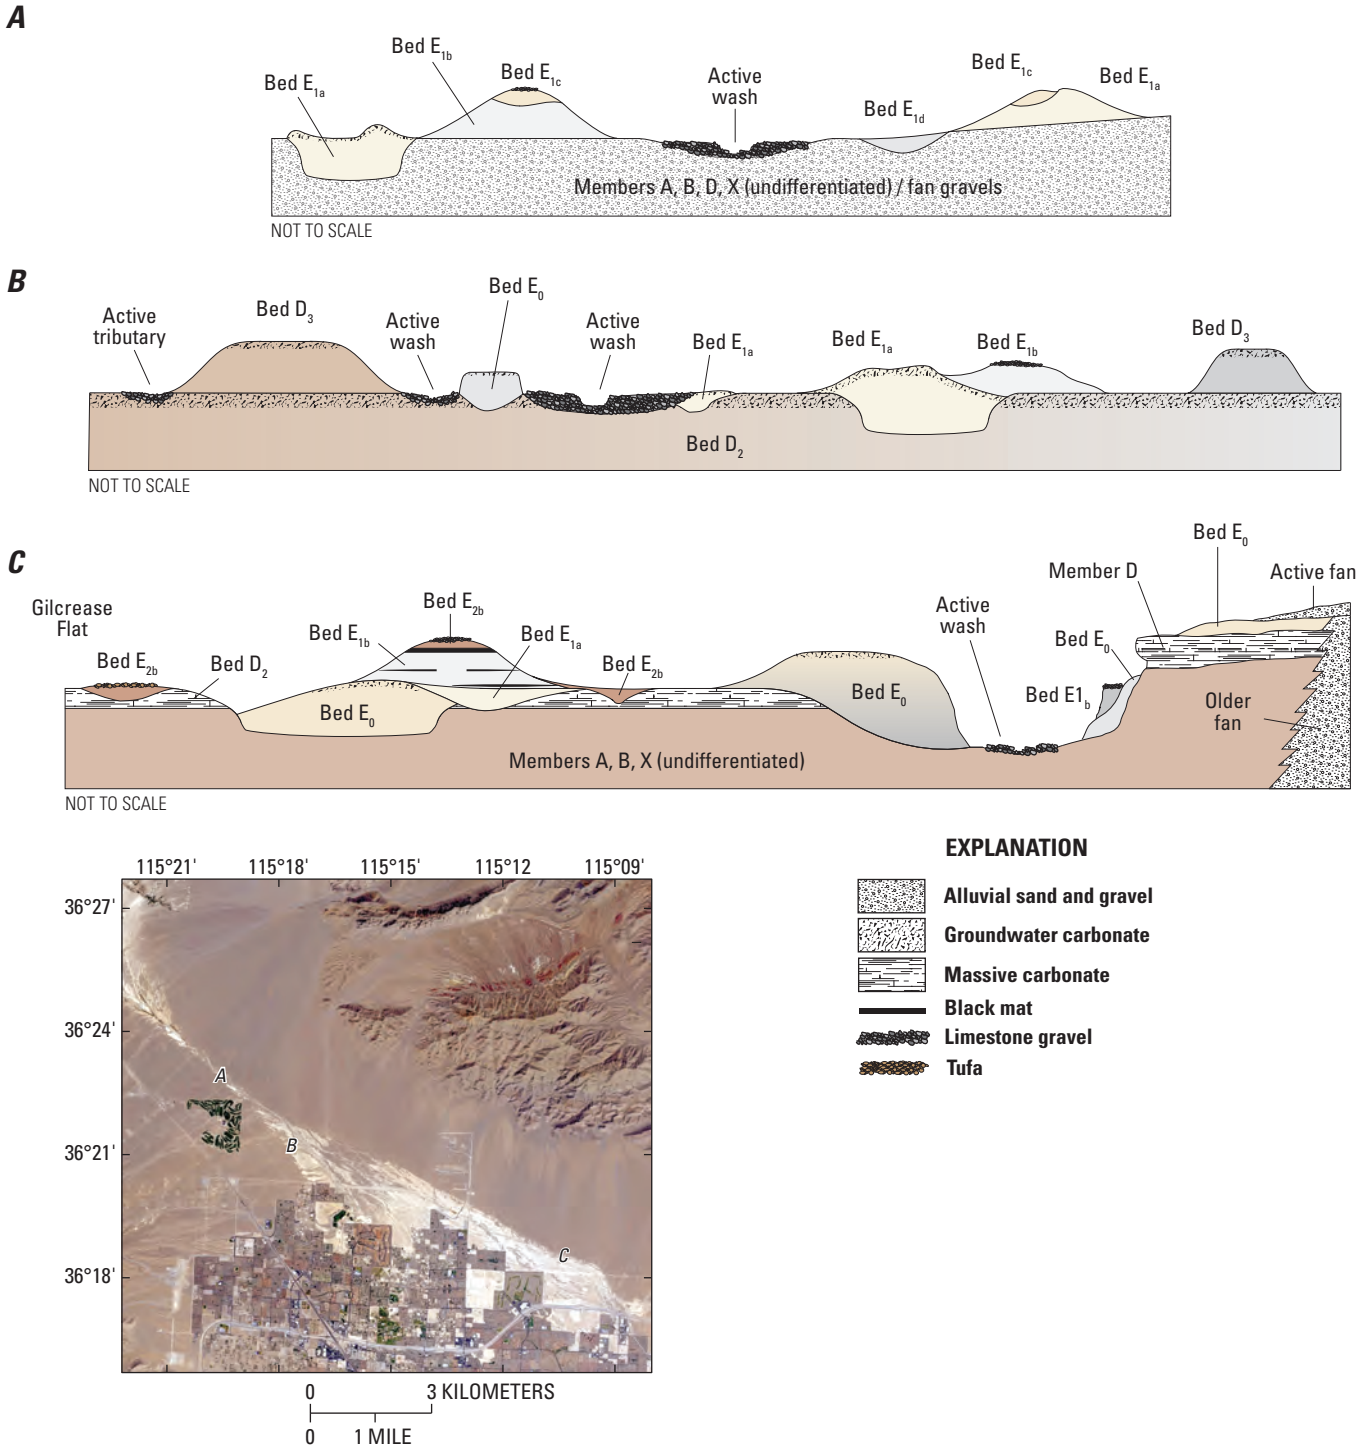 A
Bed E1a
Bed E1b
Bed E1c
Active
wash
Bed E1d
Bed E1c
Bed E1a
Members A, B, D, X (undifferentiated) / fan gravels
NOT TO SCALE
B
Active
tributary
Bed D3
Active
wash
Bed E0
Active
wash
Bed E1a
Bed E1a
Bed E1b
Bed D3
Bed D2
NOT TO SCALE
C
Gilcrease
Flat
Bed E2b
Bed D2
Bed E1b
Bed E2b
Bed E1a
Bed E2b
Bed E0
Bed E0
Active
wash
Bed E0
Member D
Bed E0
Active fan
Bed E1b
Older
fan
Members A, B, X (undifferentiated)
NOT TO SCALE
115°21' 115°18' 115°15' 115°12 115°09'
36°27'
36°24'
36°21'
36°18'
A
B
C
0 3 KILOMETERS
0 1 MILE
EXPLANATION
Alluvial sand and gravel
Groundwater carbonate
Massive carbonate
Black mat
Limestone gravel
Tufa